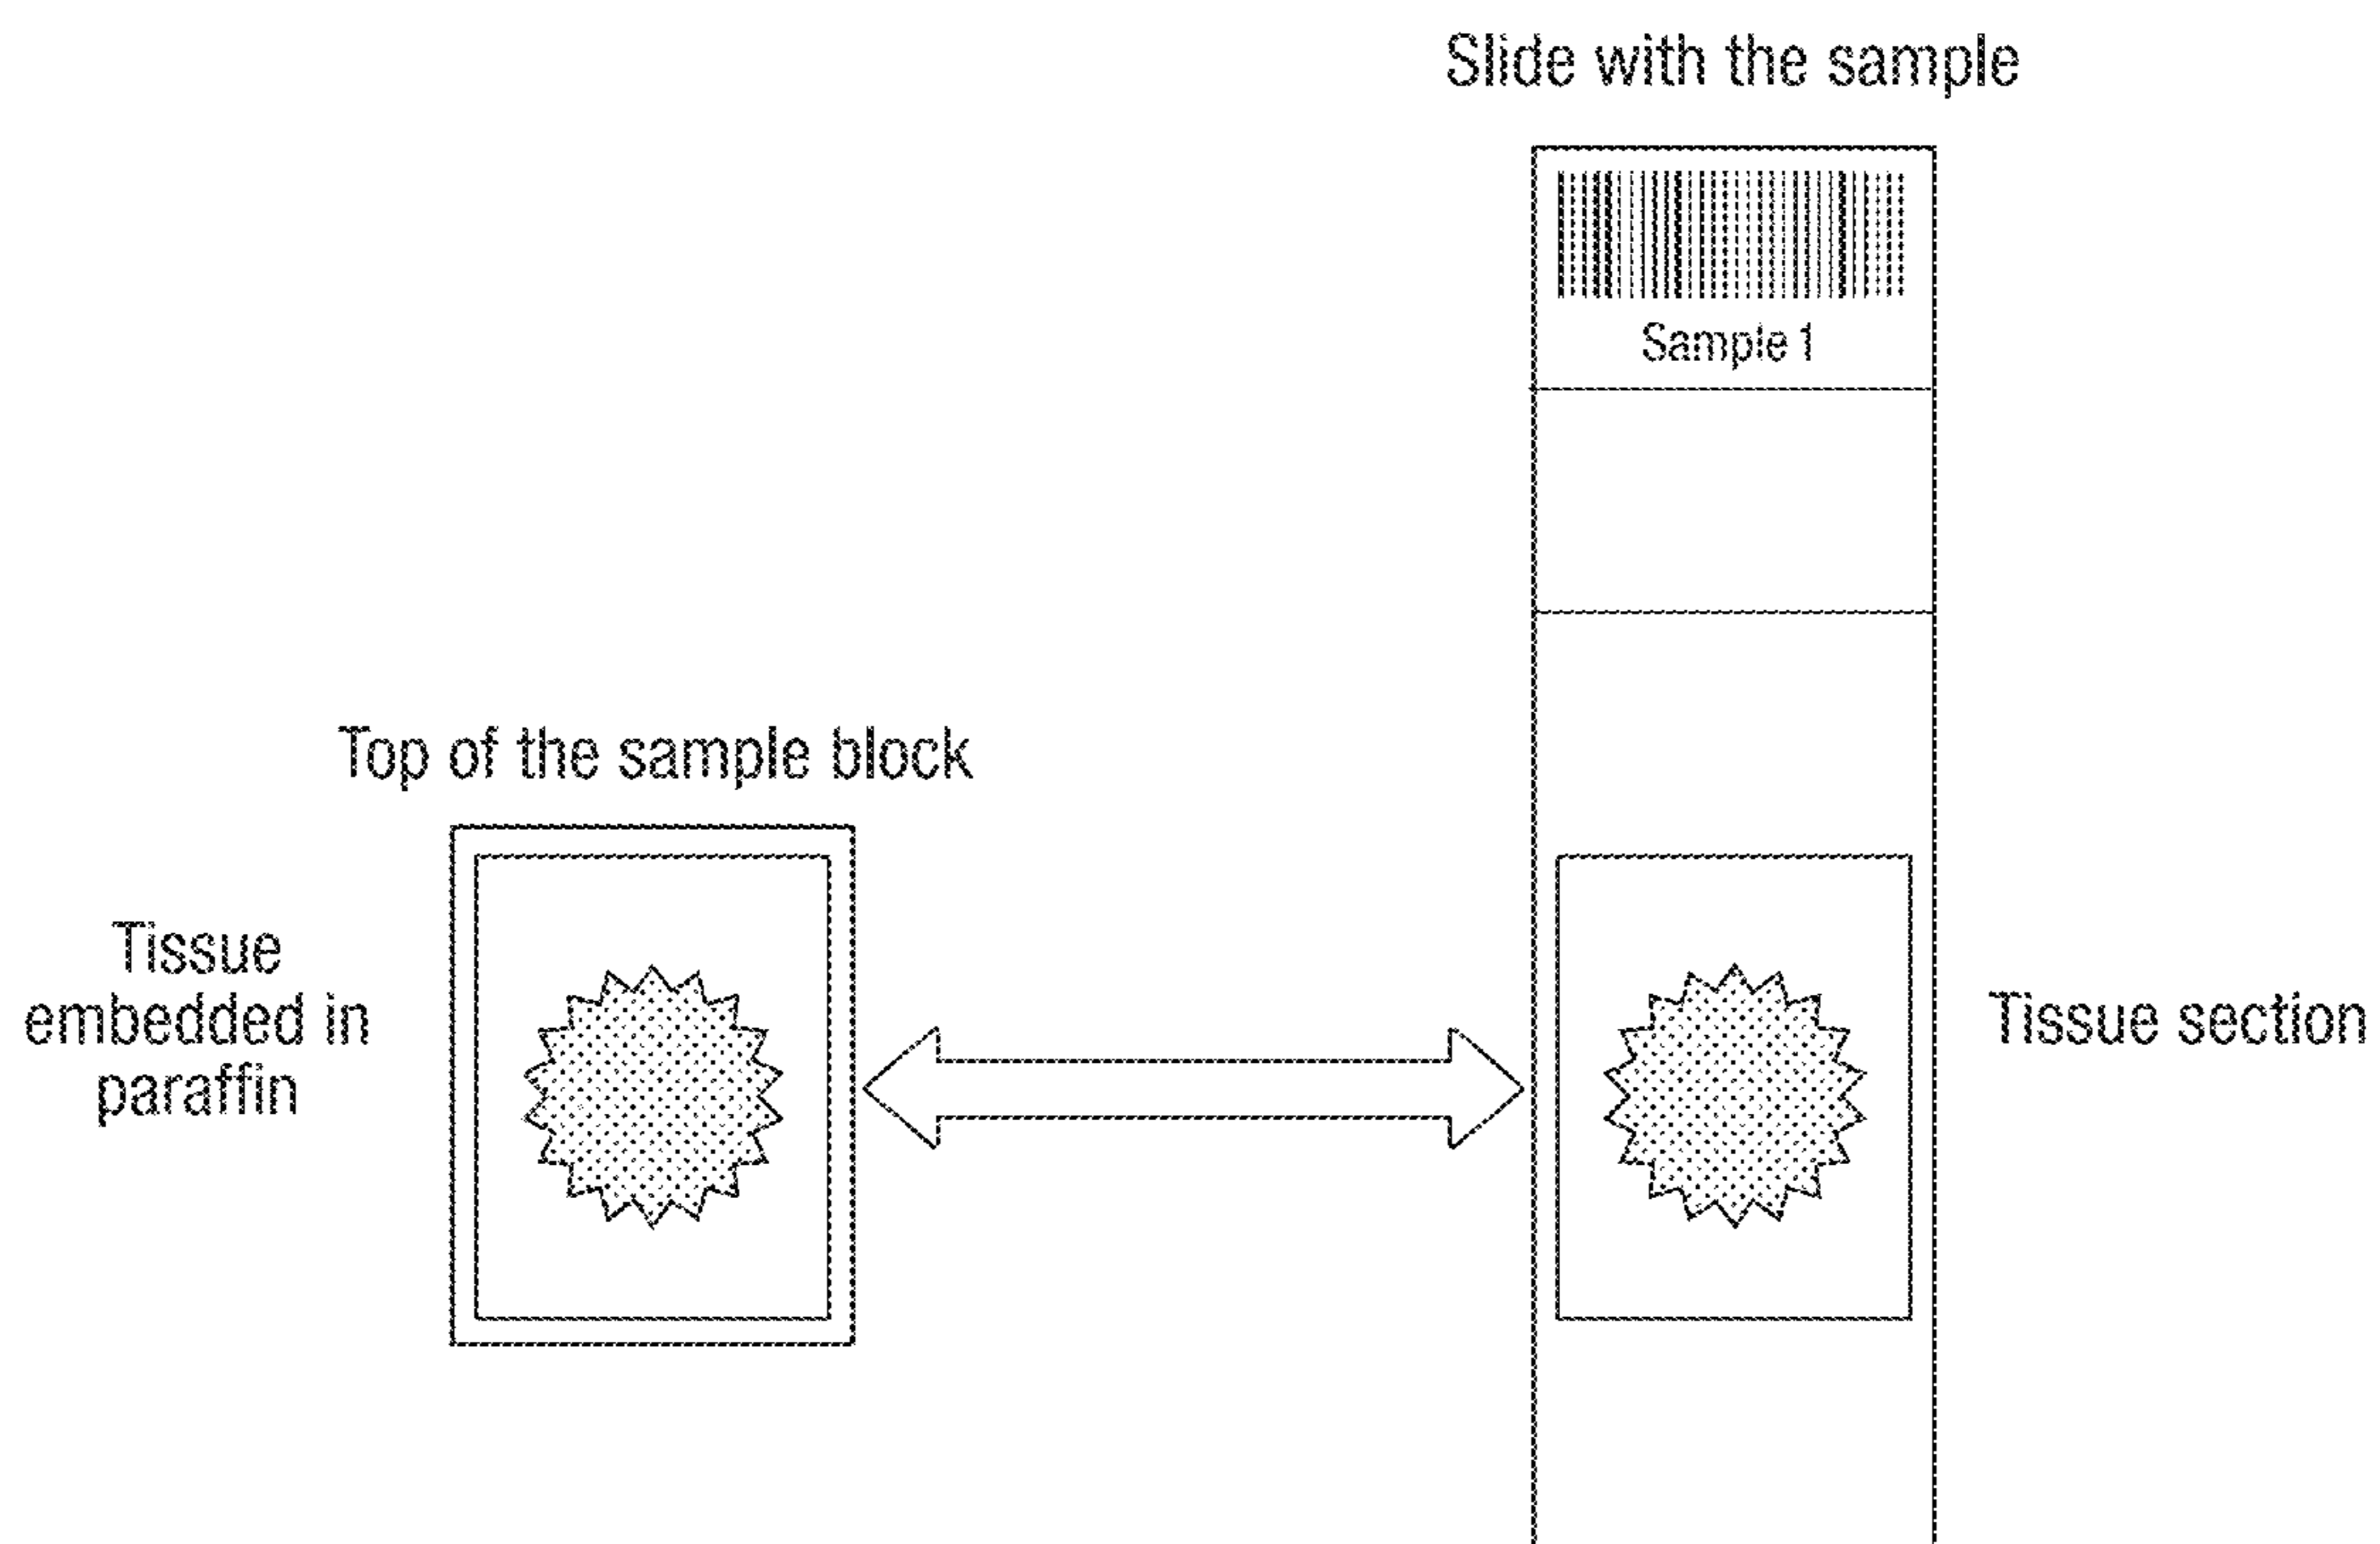 Slide with the sample
Sample 1
Top of the sample block
Tissue
embedded in
paraffin
Tissue section